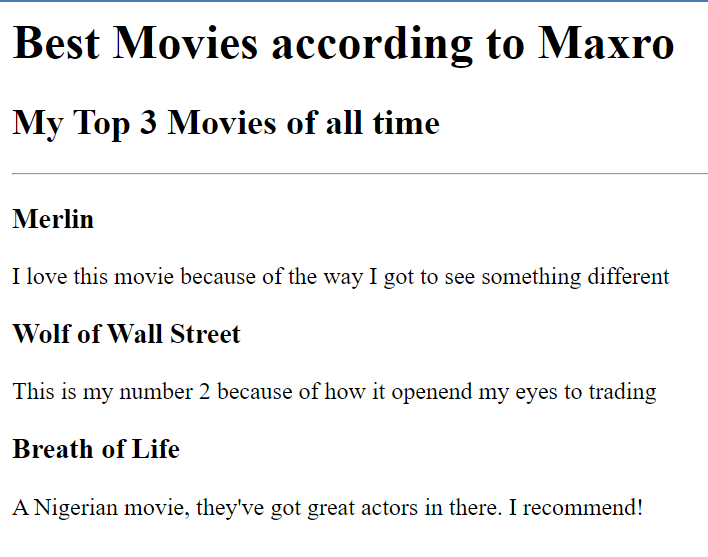 Best Movies according to Maxro
My Top 3 Movies of all time
Merlin
I love this movie because of the way I got to see something different
Wolf of Wall Street
This is my number 2 because of how it openend my eyes to trading
Breath of Life
A Nigerian movie, they've got great actors in there. I recommend!